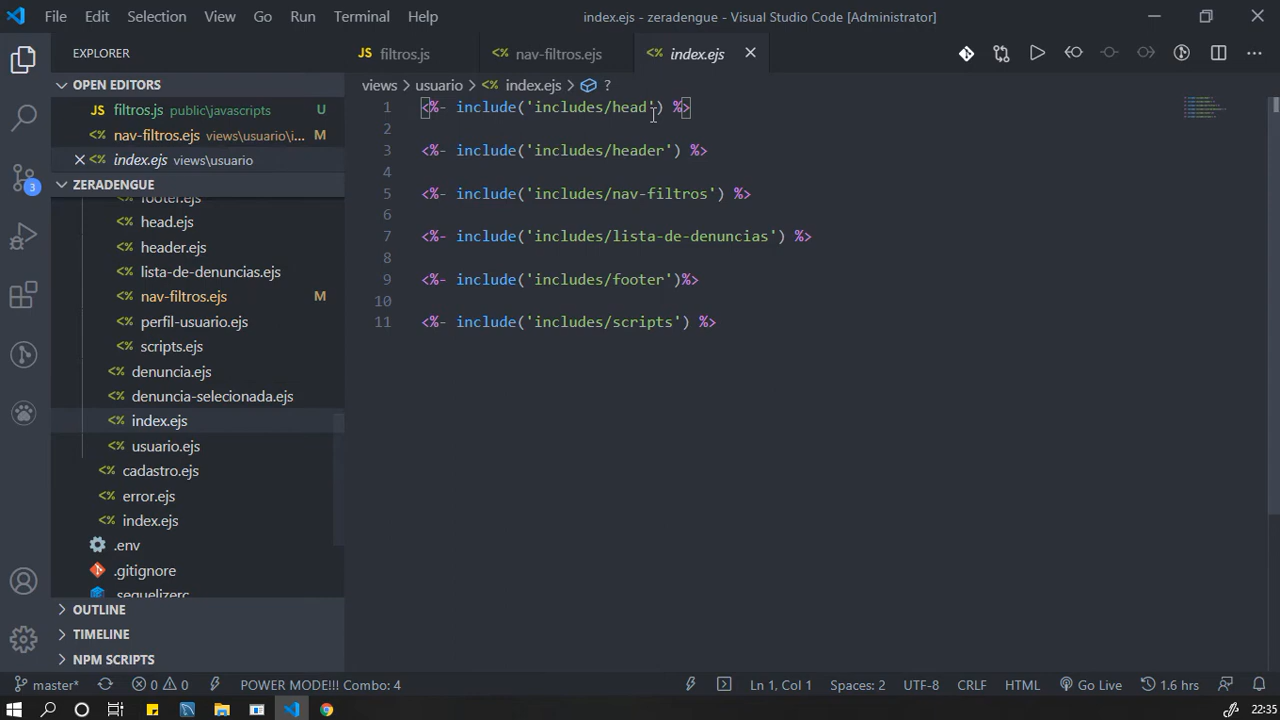 File Edit Selection View Go Run Terminal Help index.ejs - zeradengue - Visual Studio Code [Administrator]
EXPLORER
OPEN EDITORS
filtros.js public\javascripts U
nav-filtros.ejs views\usuario\i... M
index.ejs views\usuario
ZERADENGUE
footer.ejs
head.ejs
header.ejs
lista-de-denuncias.ejs
nav-filtros.ejs M
perfil-usuario.ejs
scripts.ejs
denuncia.ejs
denuncia-selecionada.ejs
index.ejs
usuario.ejs
cadastro.ejs
error.ejs
index.ejs
.env
.gitignore
.sequelizerc
OUTLINE
TIMELINE
NPM SCRIPTS
3
filtros.js nav-filtros.ejs index.ejs
views > usuario > index.ejs > ?
1 <%- include('includes/head') %>
2
3 <%- include('includes/header') %>
4
5 <%- include('includes/nav-filtros') %>
6
7 <%- include('includes/lista-de-denuncias') %>
8
9 <%- include('includes/footer')%>
10
11 <%- include('includes/scripts') %>
master* 0 0 POWER MODE!!! Combo: 4 Ln 1, Col 1 Spaces: 2 UTF-8 CRLF HTML Go Live 1.6 hrs
22:35